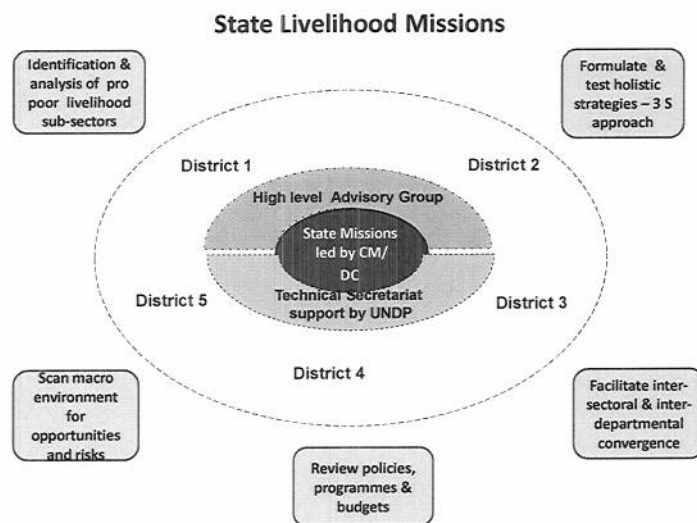 State Livelihood Missions
Identification &
analysis of pro
poor livelihood
sub-sectors
Formulate &
test holistic
strategies – 3 S
approach
District 1
District 2
High level Advisory Group
State Missions
led by CM/
DC
Technical Secretariat
support by UNDP
District 5
District 3
District 4
Scan macro
environment
for
opportunities
and risks
Facilitate inter-
sectoral & inter-
departmental
convergence
Review policies,
programmes &
budgets